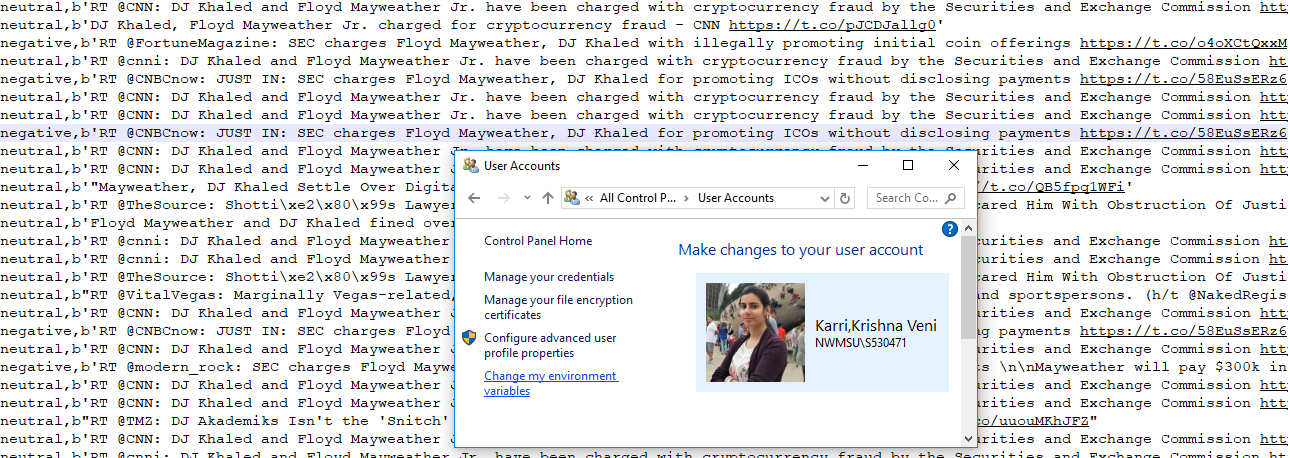 neutral,b'RT @CNN: DJ Khaled and Floyd Mayweather Jr. have been charged with cryptocurrency fraud by the Securities and Exchange Commission htt
neutral,b'DJ Khaled, Floyd Mayweather Jr. charged for cryptocurrency fraud - CNN https://t.co/pJCDJallg0'
negative,b'RT @FortuneMagazine: SEC charges Floyd Mayweather, DJ Khaled with illegally promoting initial coin offerings https://t.co/o4oXCtQxxM
neutral,b'RT @cnni: DJ Khaled and Floyd Mayweather Jr. have been charged with cryptocurrency fraud by the Securities and Exchange Commission ht
negative,b'RT @CNBCnow: JUST IN: SEC charges Floyd Mayweather, DJ Khaled for promoting ICOs without disclosing payments https://t.co/58EuSsERz6
neutral,b'RT @CNN: DJ Khaled and Floyd Mayweather Jr. have been charged with cryptocurrency fraud by the Securities and Exchange Commission htt
neutral,b'RT @CNN: DJ Khaled and Floyd Mayweather Jr. have been charged with cryptocurrency fraud by the Securities and Exchange Commission htt
negative,b'RT @CNBCnow: JUST IN: SEC charges Floyd Mayweather, DJ Khaled for promoting ICOs without disclosing payments https://t.co/58EuSsERz6
neutral,b'RT @CNN: DJ Khaled and Floyd Mayweather Jr. have been charged with cryptocurrency fraud by the Securities and Exchange Commission htt
neutral,b'RT @CNN: DJ Khaled and Floyd Mayweather J urities and Exchange Commission htt
neutral,b'"Mayweather, DJ Khaled Settle Over Digita //t.co/QB5fpq1WFi'
neutral,b'RT @TheSource: Shotti\xe2\x80\x99s Lawyer cared Him With Obstruction Of Justi
neutral,b'Floyd Mayweather and DJ Khaled fined over
neutral,b'RT @cnni: DJ Khaled and Floyd Mayweather curities and Exchange Commission ht
neutral,b'RT @cnni: DJ Khaled and Floyd Mayweather curities and Exchange Commission ht
neutral,b'RT @TheSource: Shotti\xe2\x80\x99s Lawyer cared Him With Obstruction Of Justi
neutral,b"RT @VitalVegas: Marginally Vegas-related, and sportspersons. (h/t @NakedRegis
neutral,b'RT @CNN: DJ Khaled and Floyd Mayweather J urities and Exchange Commission htt
negative,b'RT @CNBCnow: JUST IN: SEC charges Floyd ng payments https://t.co/58EuSsERz6
neutral,b'RT @CNN: DJ Khaled and Floyd Mayweather J urities and Exchange Commission htt
negative,b'RT @modern_rock: SEC charges Floyd Mayw ts \n\nMayweather will pay $300k in
neutral,b'RT @CNN: DJ Khaled and Floyd Mayweather J urities and Exchange Commission htt
neutral,b'RT @CNN: DJ Khaled and Floyd Mayweather J urities and Exchange Commission htt
neutral,b"RT @TMZ: DJ Akademiks Isn't the 'Snitch' co/uuouMKhJFZ"
neutral,b'RT @CNN: DJ Khaled and Floyd Mayweather J urities and Exchange Commission htt
neutral,b'RT @cnni: DJ Khaled and Floyd Mayweather Jr. have been charged with cryptocurrency fraud by the Securities and Exchange Commission ht
User Accounts
« All Control P... > User Accounts
Search Co...
Control Panel Home
Manage your credentials
Manage your file encryption
certificates
Configure advanced user
profile properties
Change my environment
variables
Make changes to your user account
Karri,Krishna Veni
NWMSU\S530471